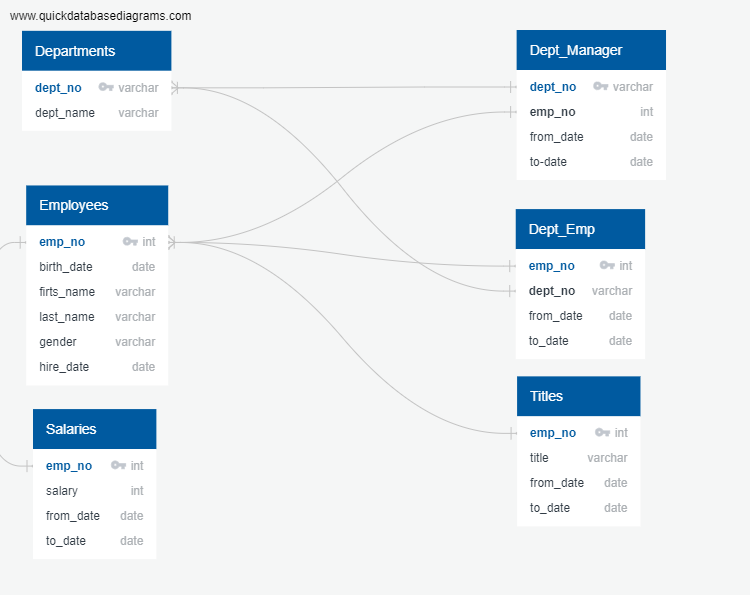 www.quickdatabasediagrams.com
Departments
dept_no varchar
dept_name varchar
Employees
emp_no int
birth_date date
firts_name varchar
last_name varchar
gender varchar
hire_date date
Salaries
emp_no int
salary int
from_date date
to_date date
Dept_Manager
dept_no varchar
emp_no int
from_date date
to-date date
Dept_Emp
emp_no int
dept_no varchar
from_date date
to_date date
Titles
emp_no int
title varchar
from_date date
to_date date